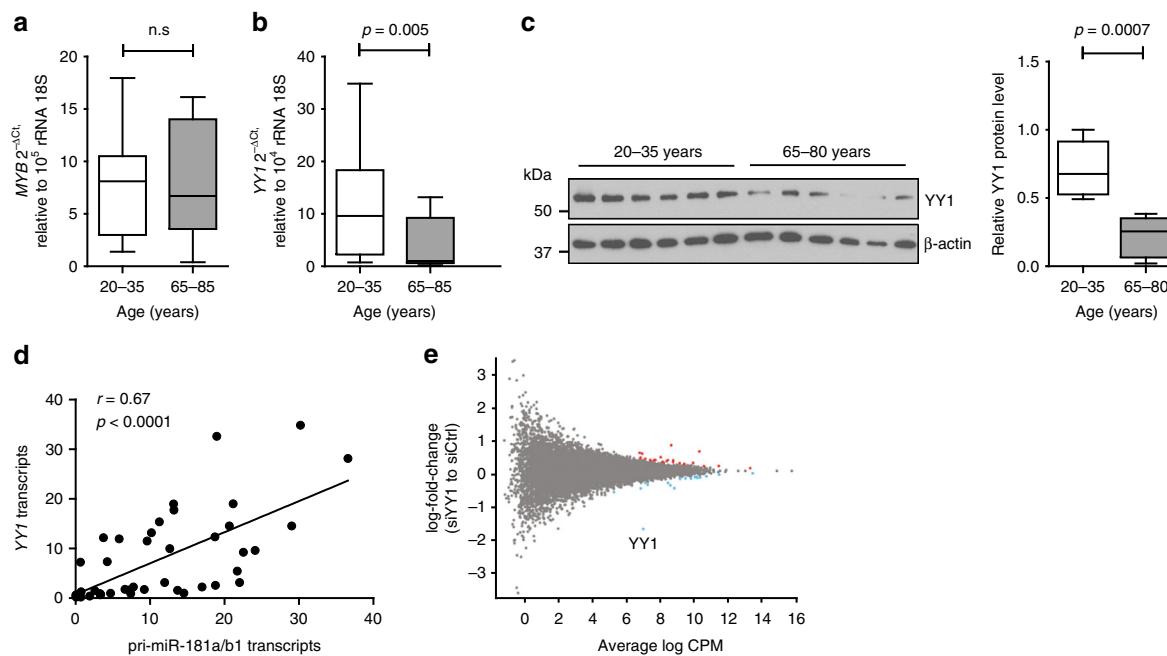 a
n.s
MYB 2^−ΔCt,
relative to 10^5 rRNA 18S
20
15
10
5
0
20–35
65–85
Age (years)
b
p = 0.005
YY1 2^−ΔCt,
relative to 10^4 rRNA 18S
40
30
20
10
0
20–35
65–85
Age (years)
c
20–35 years
65–80 years
kDa
50
37
YY1
β-actin
p = 0.0007
Relative YY1 protein level
1.5
1.0
0.5
0.0
20–35
65–80
Age (years)
d
r = 0.67
p < 0.0001
YY1 transcripts
40
30
20
10
0
0
10
20
30
40
pri-miR-181a/b1 transcripts
e
log-fold-change
(siYY1 to siCtrl)
3
2
1
0
−1
−2
−3
YY1
0
2
4
6
8
10
12
14
16
Average log CPM